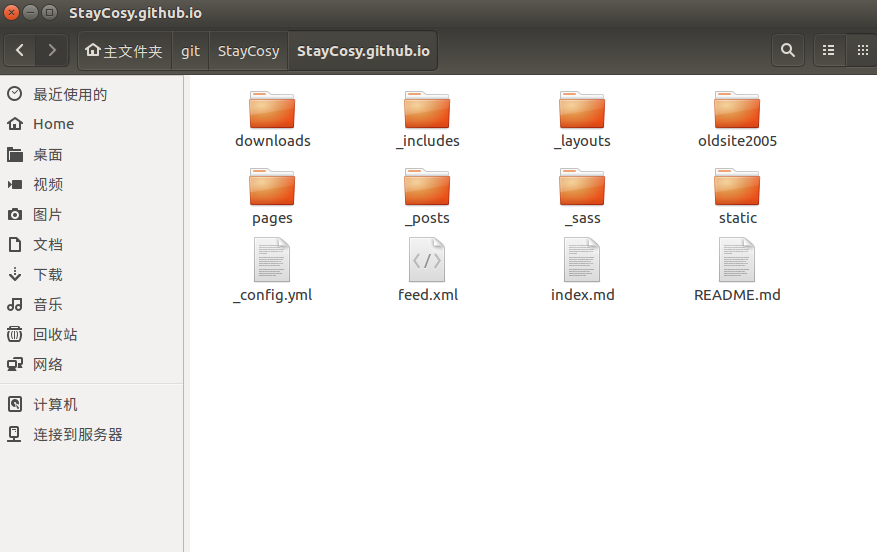 StayCosy.github.io
主文件夹 git StayCosy StayCosy.github.io
最近使用的
Home
桌面
视频
图片
文档
下载
音乐
回收站
网络
计算机
连接到服务器
downloads _includes _layouts oldsite2005
pages _posts _sass static
_config.yml feed.xml index.md README.md